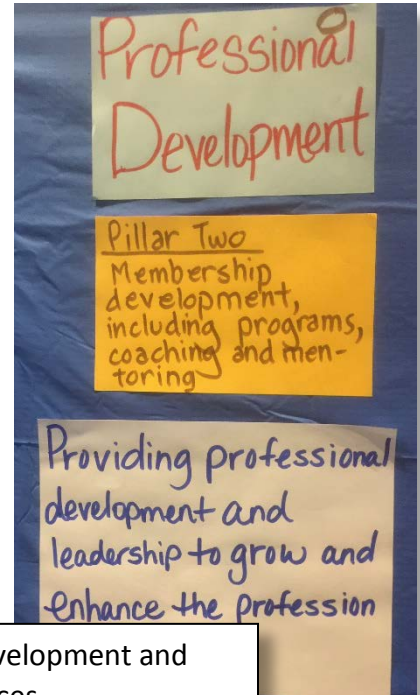 Professional
Development
Pillar Two
Membership
development,
including programs,
coaching and men-
toring
Providing professional
development and
leadership to grow and
enhance the profession
velopment and